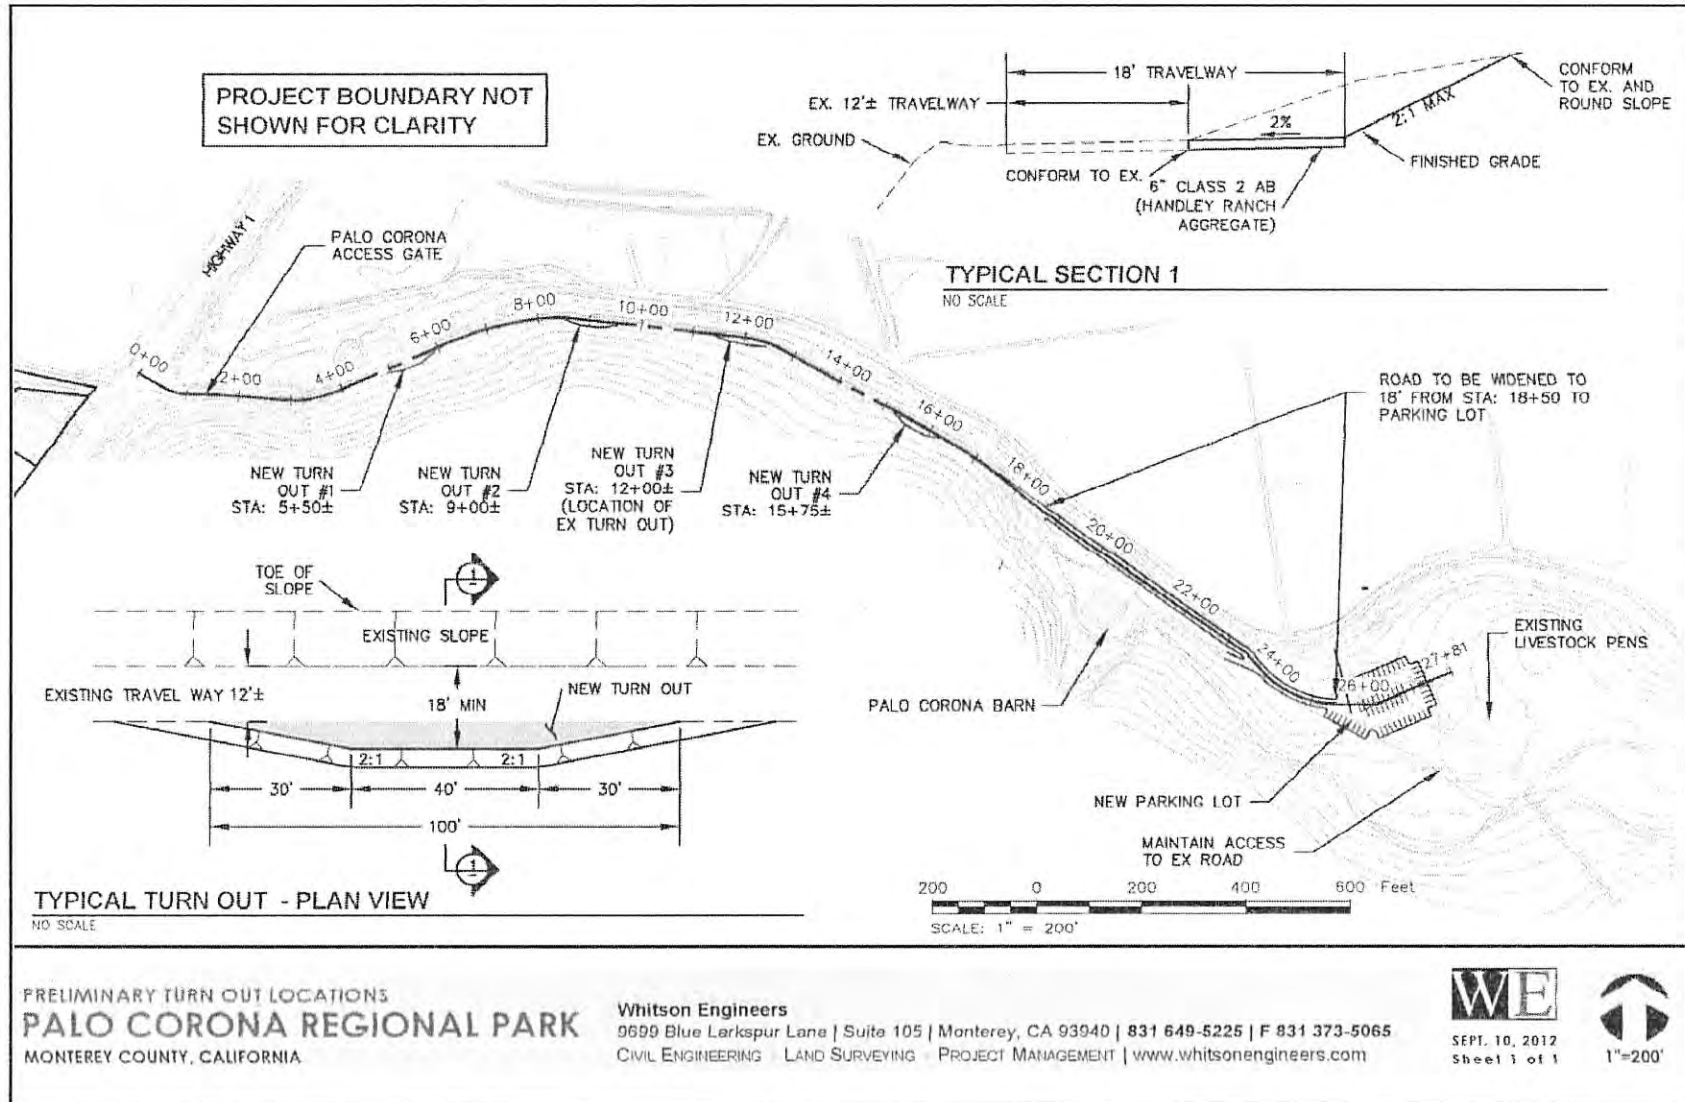 PROJECT BOUNDARY NOT
SHOWN FOR CLARITY
18' TRAVELWAY
EX. 12'± TRAVELWAY
EX. GROUND
CONFORM TO EX.
2%
2:1 MAX
CONFORM
TO EX. AND
ROUND SLOPE
FINISHED GRADE
6" CLASS 2 AB
(HANDLEY RANCH
AGGREGATE)
TYPICAL SECTION 1
NO SCALE
HIGHWAY 1
PALO CORONA
ACCESS GATE
0+00
2+00
4+00
6+00
8+00
10+00
12+00
14+00
16+00
18+00
20+00
22+00
24+00
26+00
27+81
NEW TURN
OUT #1
STA: 5+50±
NEW TURN
OUT #2
STA: 9+00±
NEW TURN
OUT #3
STA: 12+00±
(LOCATION OF
EX TURN OUT)
NEW TURN
OUT #4
STA: 15+75±
ROAD TO BE WIDENED TO
18' FROM STA: 18+50 TO
PARKING LOT
EXISTING
LIVESTOCK PENS
PALO CORONA BARN
NEW PARKING LOT
MAINTAIN ACCESS
TO EX ROAD
TOE OF
SLOPE
1
EXISTING SLOPE
EXISTING TRAVEL WAY 12'±
18' MIN
NEW TURN OUT
2:1
2:1
30'
40'
30'
100'
1
TYPICAL TURN OUT - PLAN VIEW
NO SCALE
200 0 200 400 600 Feet
SCALE: 1" = 200'
PRELIMINARY TURN OUT LOCATIONS
PALO CORONA REGIONAL PARK
MONTEREY COUNTY, CALIFORNIA
Whitson Engineers
9699 Blue Larkspur Lane | Suite 105 | Monterey, CA 93940 | 831 649-5225 | F 831 373-5065
CIVIL ENGINEERING LAND SURVEYING PROJECT MANAGEMENT | www.whitsonengineers.com
WE
SEPT. 10, 2012
Sheet 1 of 1
1"=200'